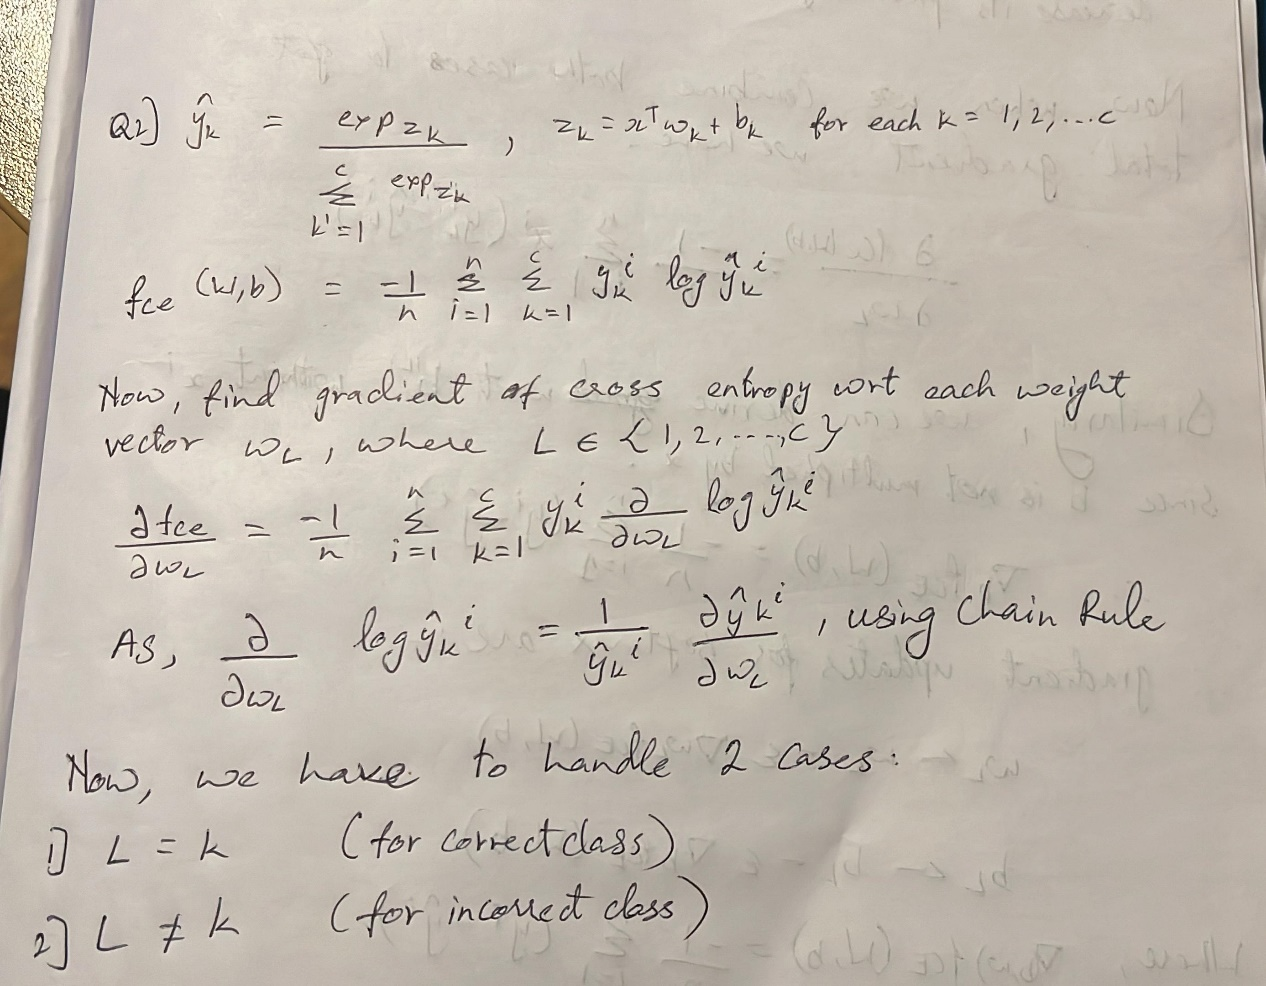 Q2] ŷ_k = exp z_k / Σ_{k'=1}^{c} exp z'_k , z_k = x^T w_k + b_k for each k = 1, 2, ... c
f_ce (W, b) = -1/n Σ_{i=1}^{n} Σ_{k=1}^{c} y_k^i log ŷ_k^i
Now, find gradient of cross entropy wrt each weight
vector w_L , where L ∈ {1, 2, ----, c}
∂f_ce/∂w_L = -1/n Σ_{i=1}^{n} Σ_{k=1}^{c} y_k^i ∂/∂w_L log ŷ_k^i
As, ∂/∂w_L log ŷ_k^i = 1/ŷ_k^i ∂ŷ_k^i/∂w_L , using Chain Rule
Now, we have to handle 2 cases:
1] L = k (for correct class)
2] L ≠ k (for incorrect class)